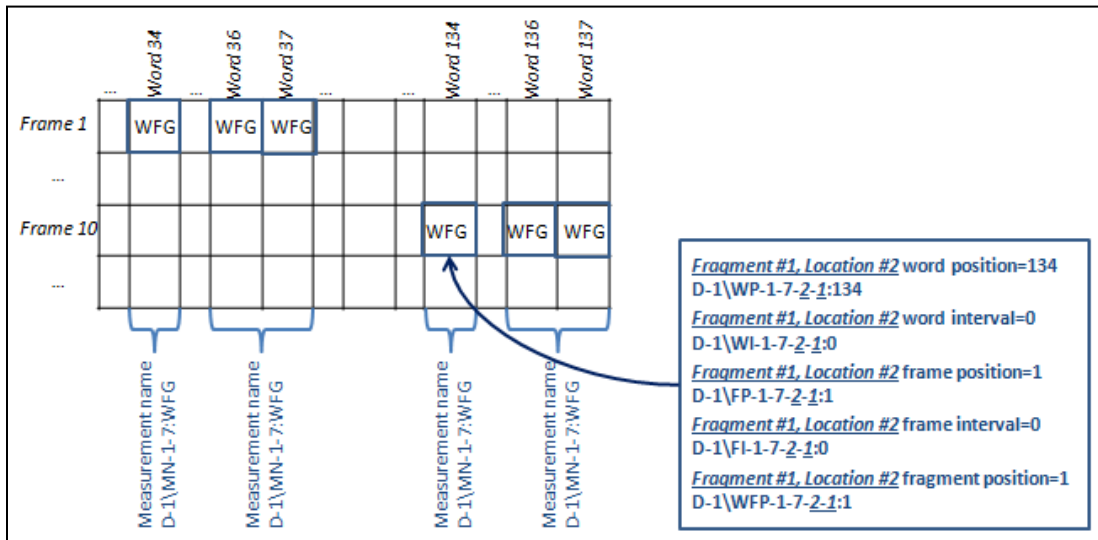 ... Word 34 ... Word 36 Word 37 ... ... Word 134 ... Word 136 Word 137
Frame 1 WFG WFG WFG
...
Frame 10 WFG WFG WFG
...
Measurement name
D-1\MN-1-7:WFG
Measurement name
D-1\MN-1-7:WFG
Measurement name
D-1\MN-1-7:WFG
Measurement name
D-1\MN-1-7:WFG
Fragment #1, Location #2 word position=134
D-1\WP-1-7-2-1:134
Fragment #1, Location #2 word interval=0
D-1\WI-1-7-2-1:0
Fragment #1, Location #2 frame position=1
D-1\FP-1-7-2-1:1
Fragment #1, Location #2 frame interval=0
D-1\FI-1-7-2-1:0
Fragment #1, Location #2 fragment position=1
D-1\WFP-1-7-2-1:1